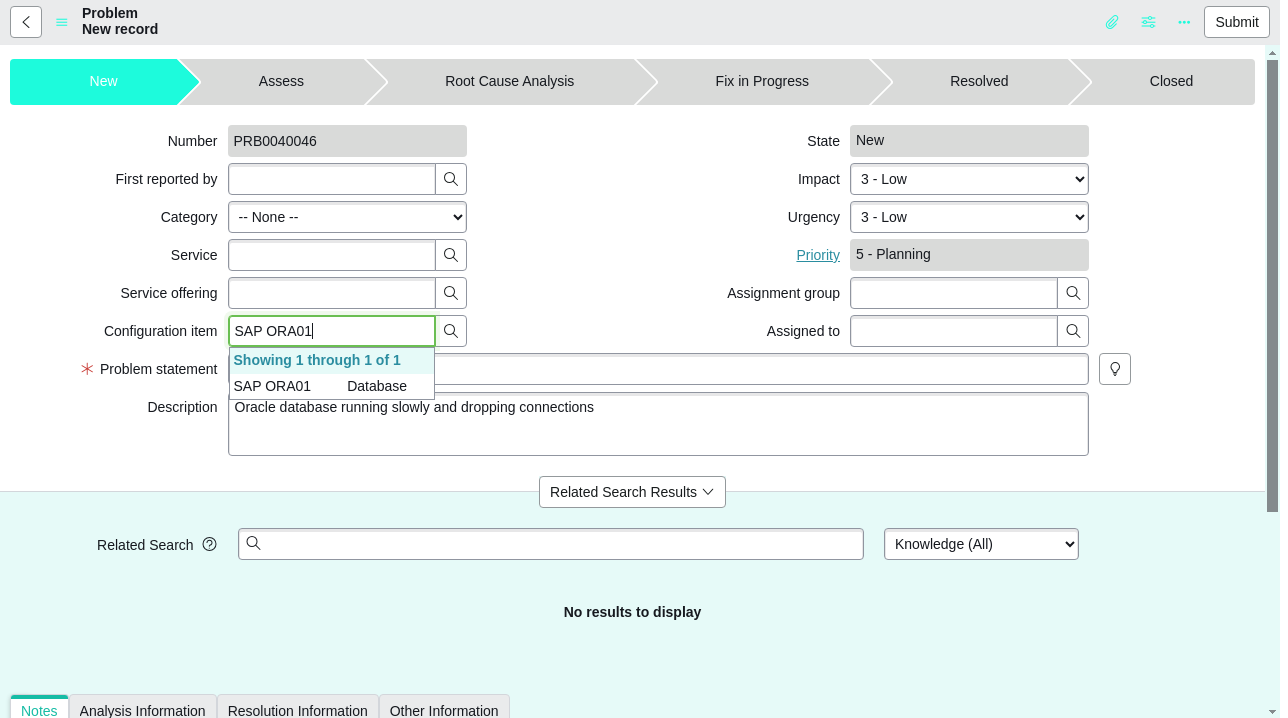 Problem
New record
Submit
New
Assess
Root Cause Analysis
Fix in Progress
Resolved
Closed
Number
PRB0040046
State
New
First reported by
Impact
3 - Low
Category
-- None --
Urgency
3 - Low
Service
Priority
5 - Planning
Service offering
Assignment group
Configuration item
SAP ORA01
Assigned to
Showing 1 through 1 of 1
SAP ORA01 Database
Problem statement
Description
Oracle database running slowly and dropping connections
Related Search Results
Related Search
Knowledge (All)
No results to display
Notes
Analysis Information
Resolution Information
Other Information